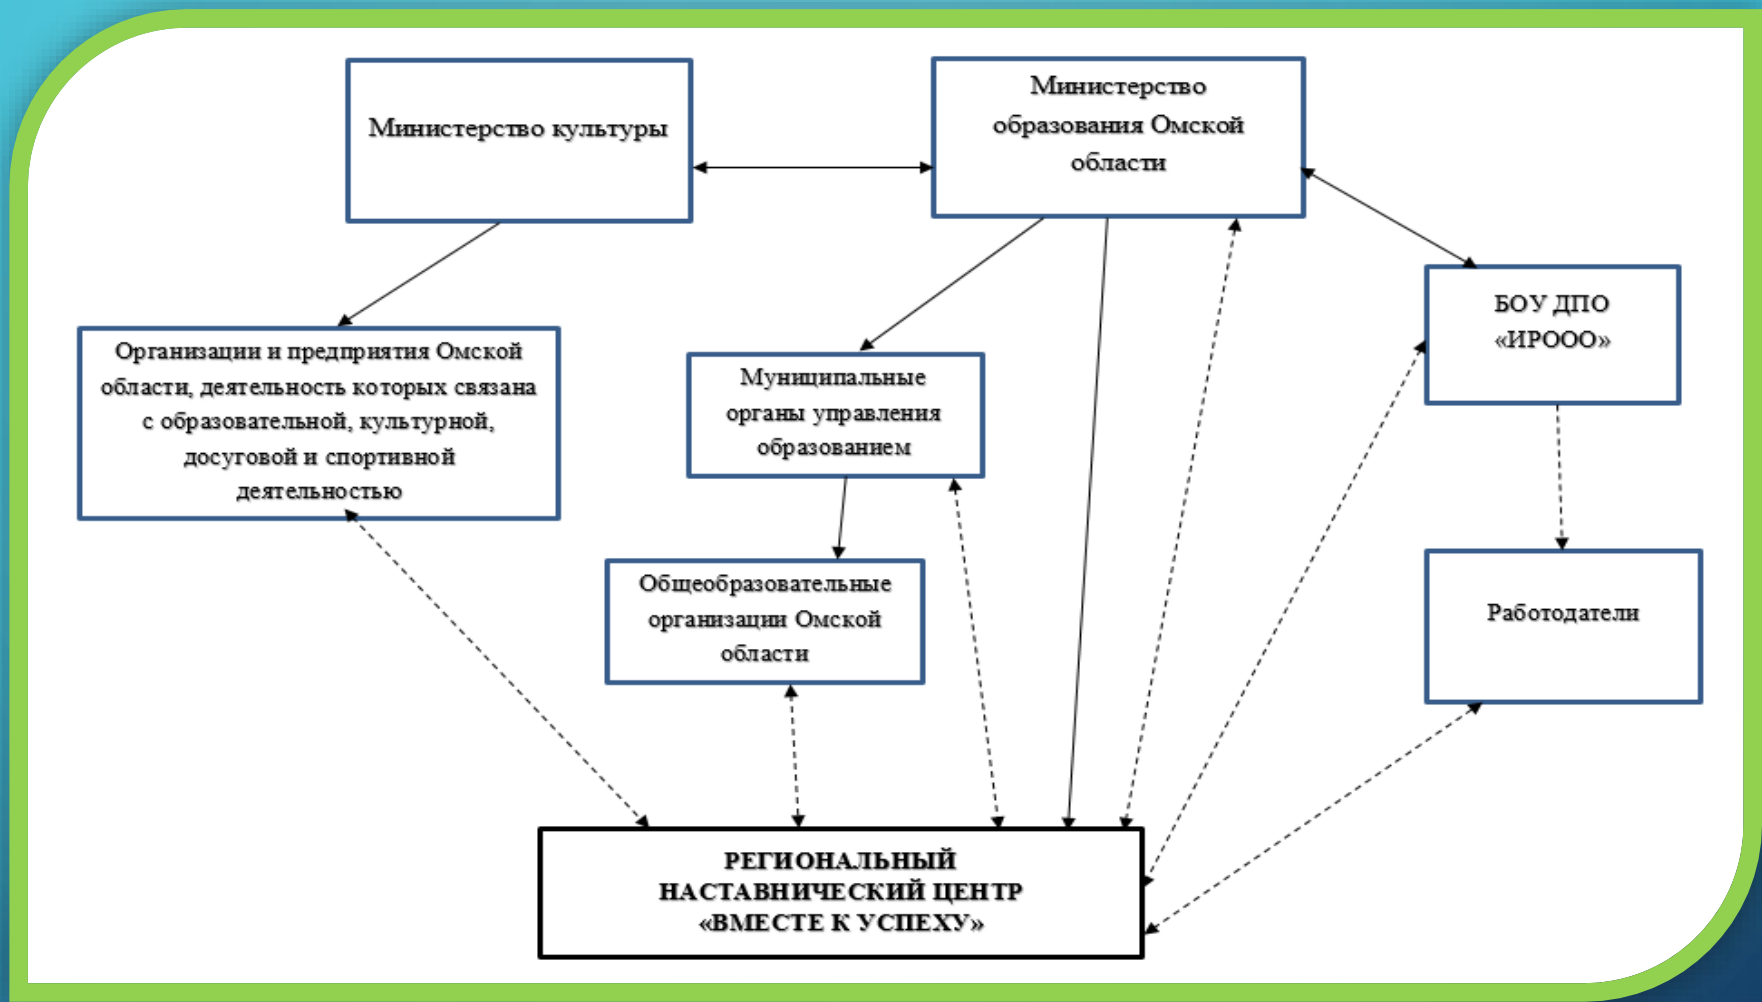 Министерство культуры
Министерство
образования Омской
области
БОУ ДПО
«ИРООО»
Организации и предприятия Омской
области, деятельность которых связана
с образовательной, культурной,
досуговой и спортивной
деятельностью
Муниципальные
органы управления
образованием
Общеобразовательные
организации Омской
области
Работодатели
РЕГИОНАЛЬНЫЙ
НАСТАВНИЧЕСКИЙ ЦЕНТР
«ВМЕСТЕ К УСПЕХУ»